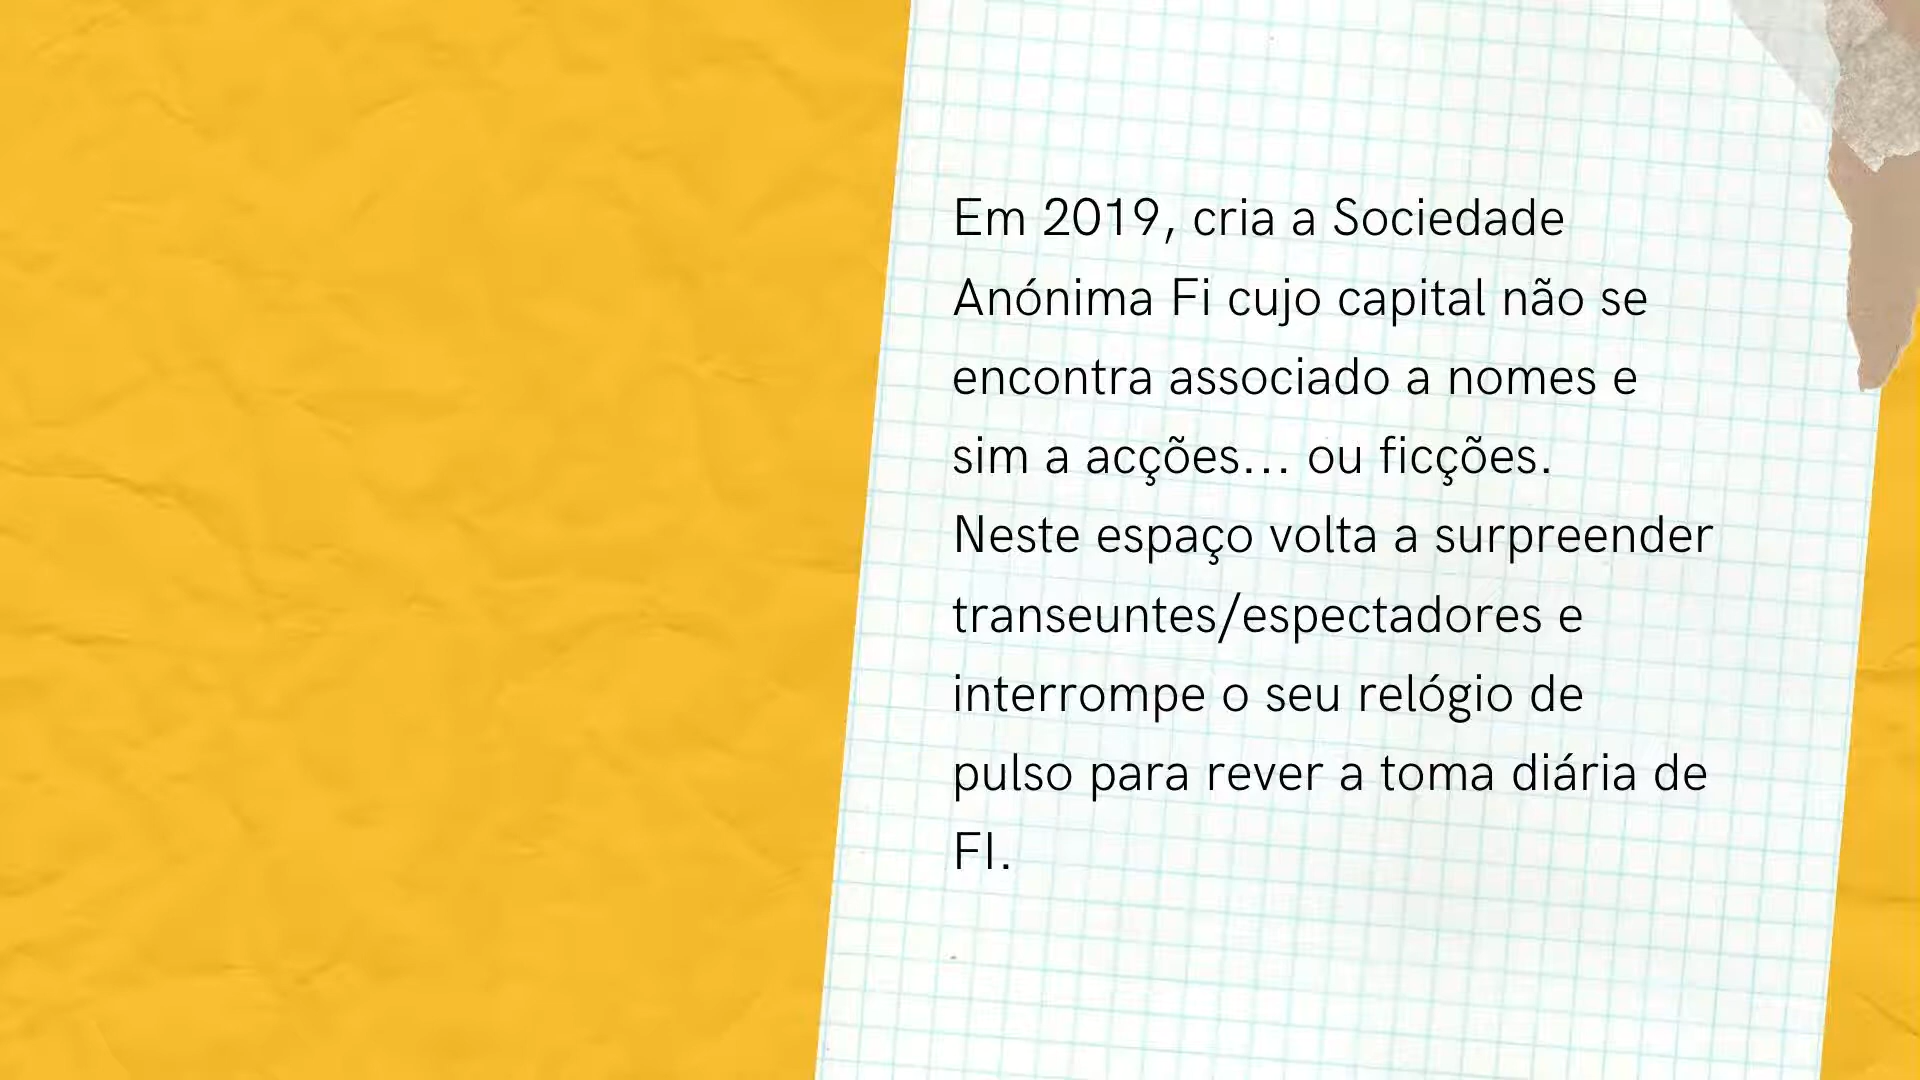 Em 2019, cria a Sociedade
Anónima Fi cujo capital não se
encontra associado a nomes e
sim a acções... ou ficções.
Neste espaço volta a surpreender
transeuntes/espectadores e
interrompe o seu relógio de
pulso para rever a toma diária de
FI.